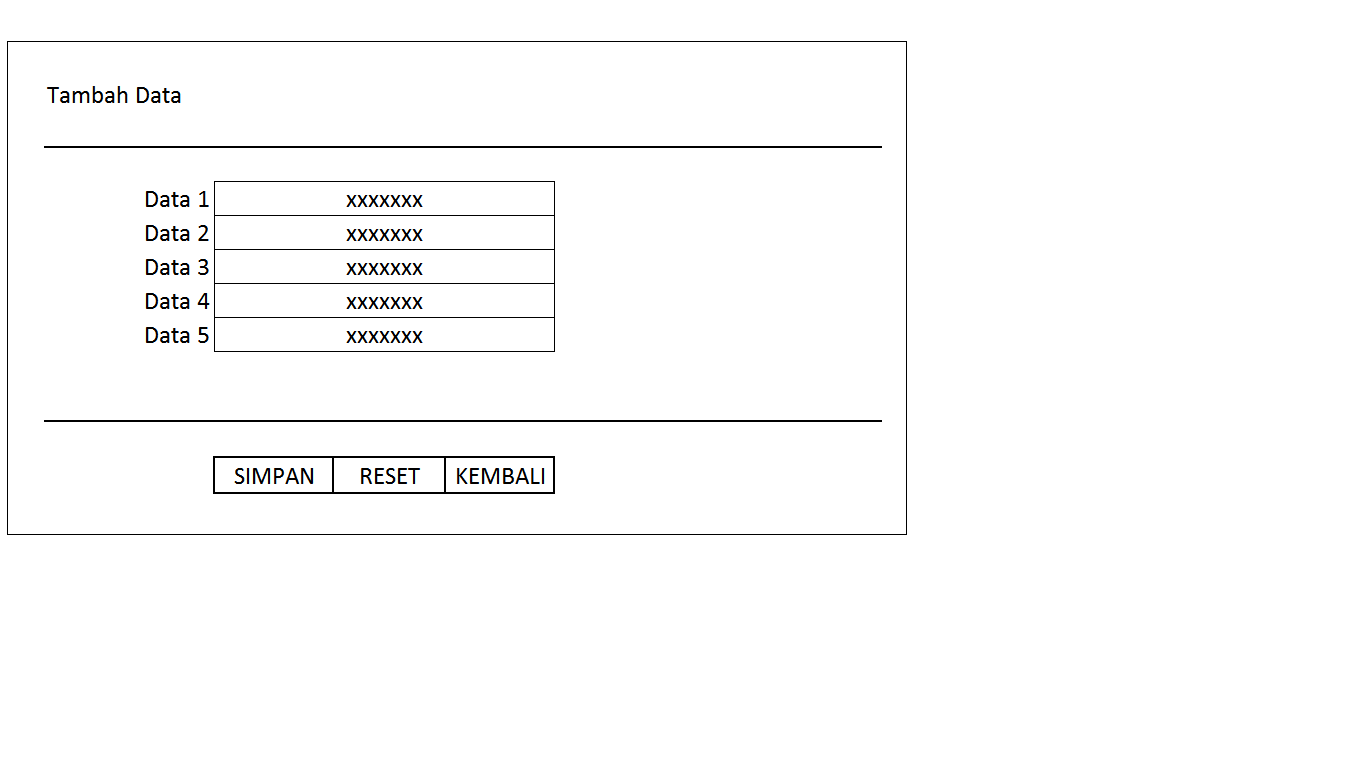 Tambah Data
Data 1 xxxxxxx
Data 2 xxxxxxx
Data 3 xxxxxxx
Data 4 xxxxxxx
Data 5 xxxxxxx
SIMPAN RESET KEMBALI